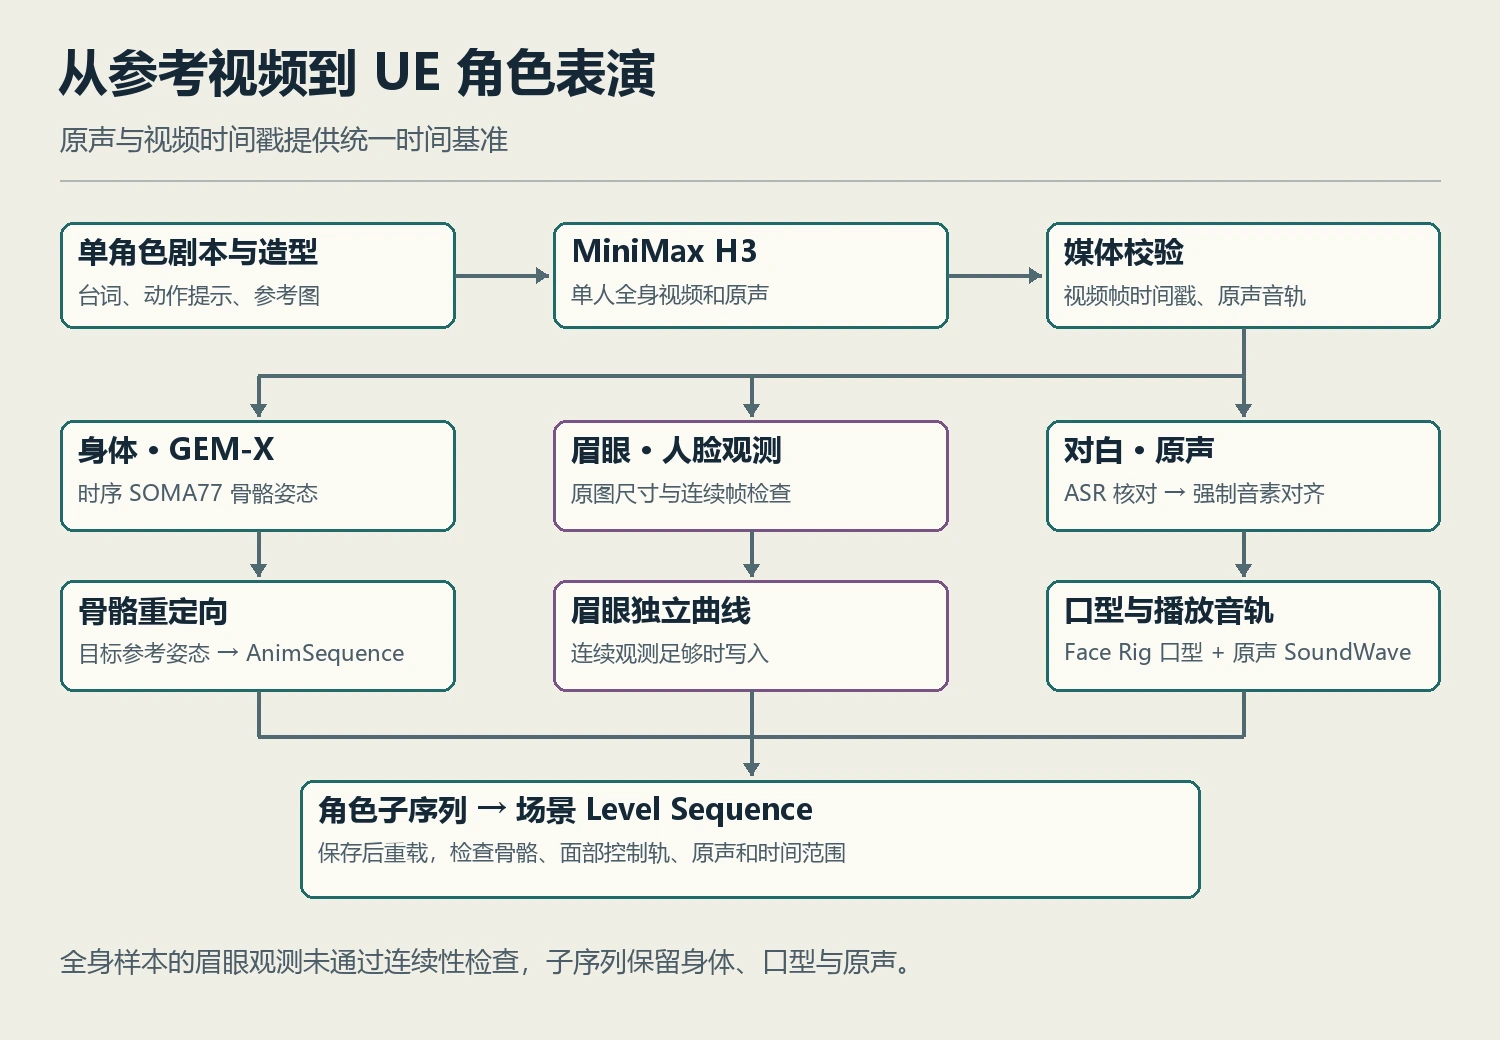 从参考视频到 UE 角色表演
原声与视频时间戳提供统一时间基准
单角色剧本与造型
台词、动作提示、参考图
MiniMax H3
单人全身视频和原声
媒体校验
视频帧时间戳、原声音轨
身体 • GEM-X
时序 SOMA77 骨骼姿态
眉眼 • 人脸观测
原图尺寸与连续帧检查
对白 • 原声
ASR 核对 → 强制音素对齐
骨骼重定向
目标参考姿态 → AnimSequence
眉眼独立曲线
连续观测足够时写入
口型与播放音轨
Face Rig 口型 + 原声 SoundWave
角色子序列 → 场景 Level Sequence
保存后重载，检查骨骼、面部控制轨、原声和时间范围
全身样本的眉眼观测未通过连续性检查，子序列保留身体、口型与原声。